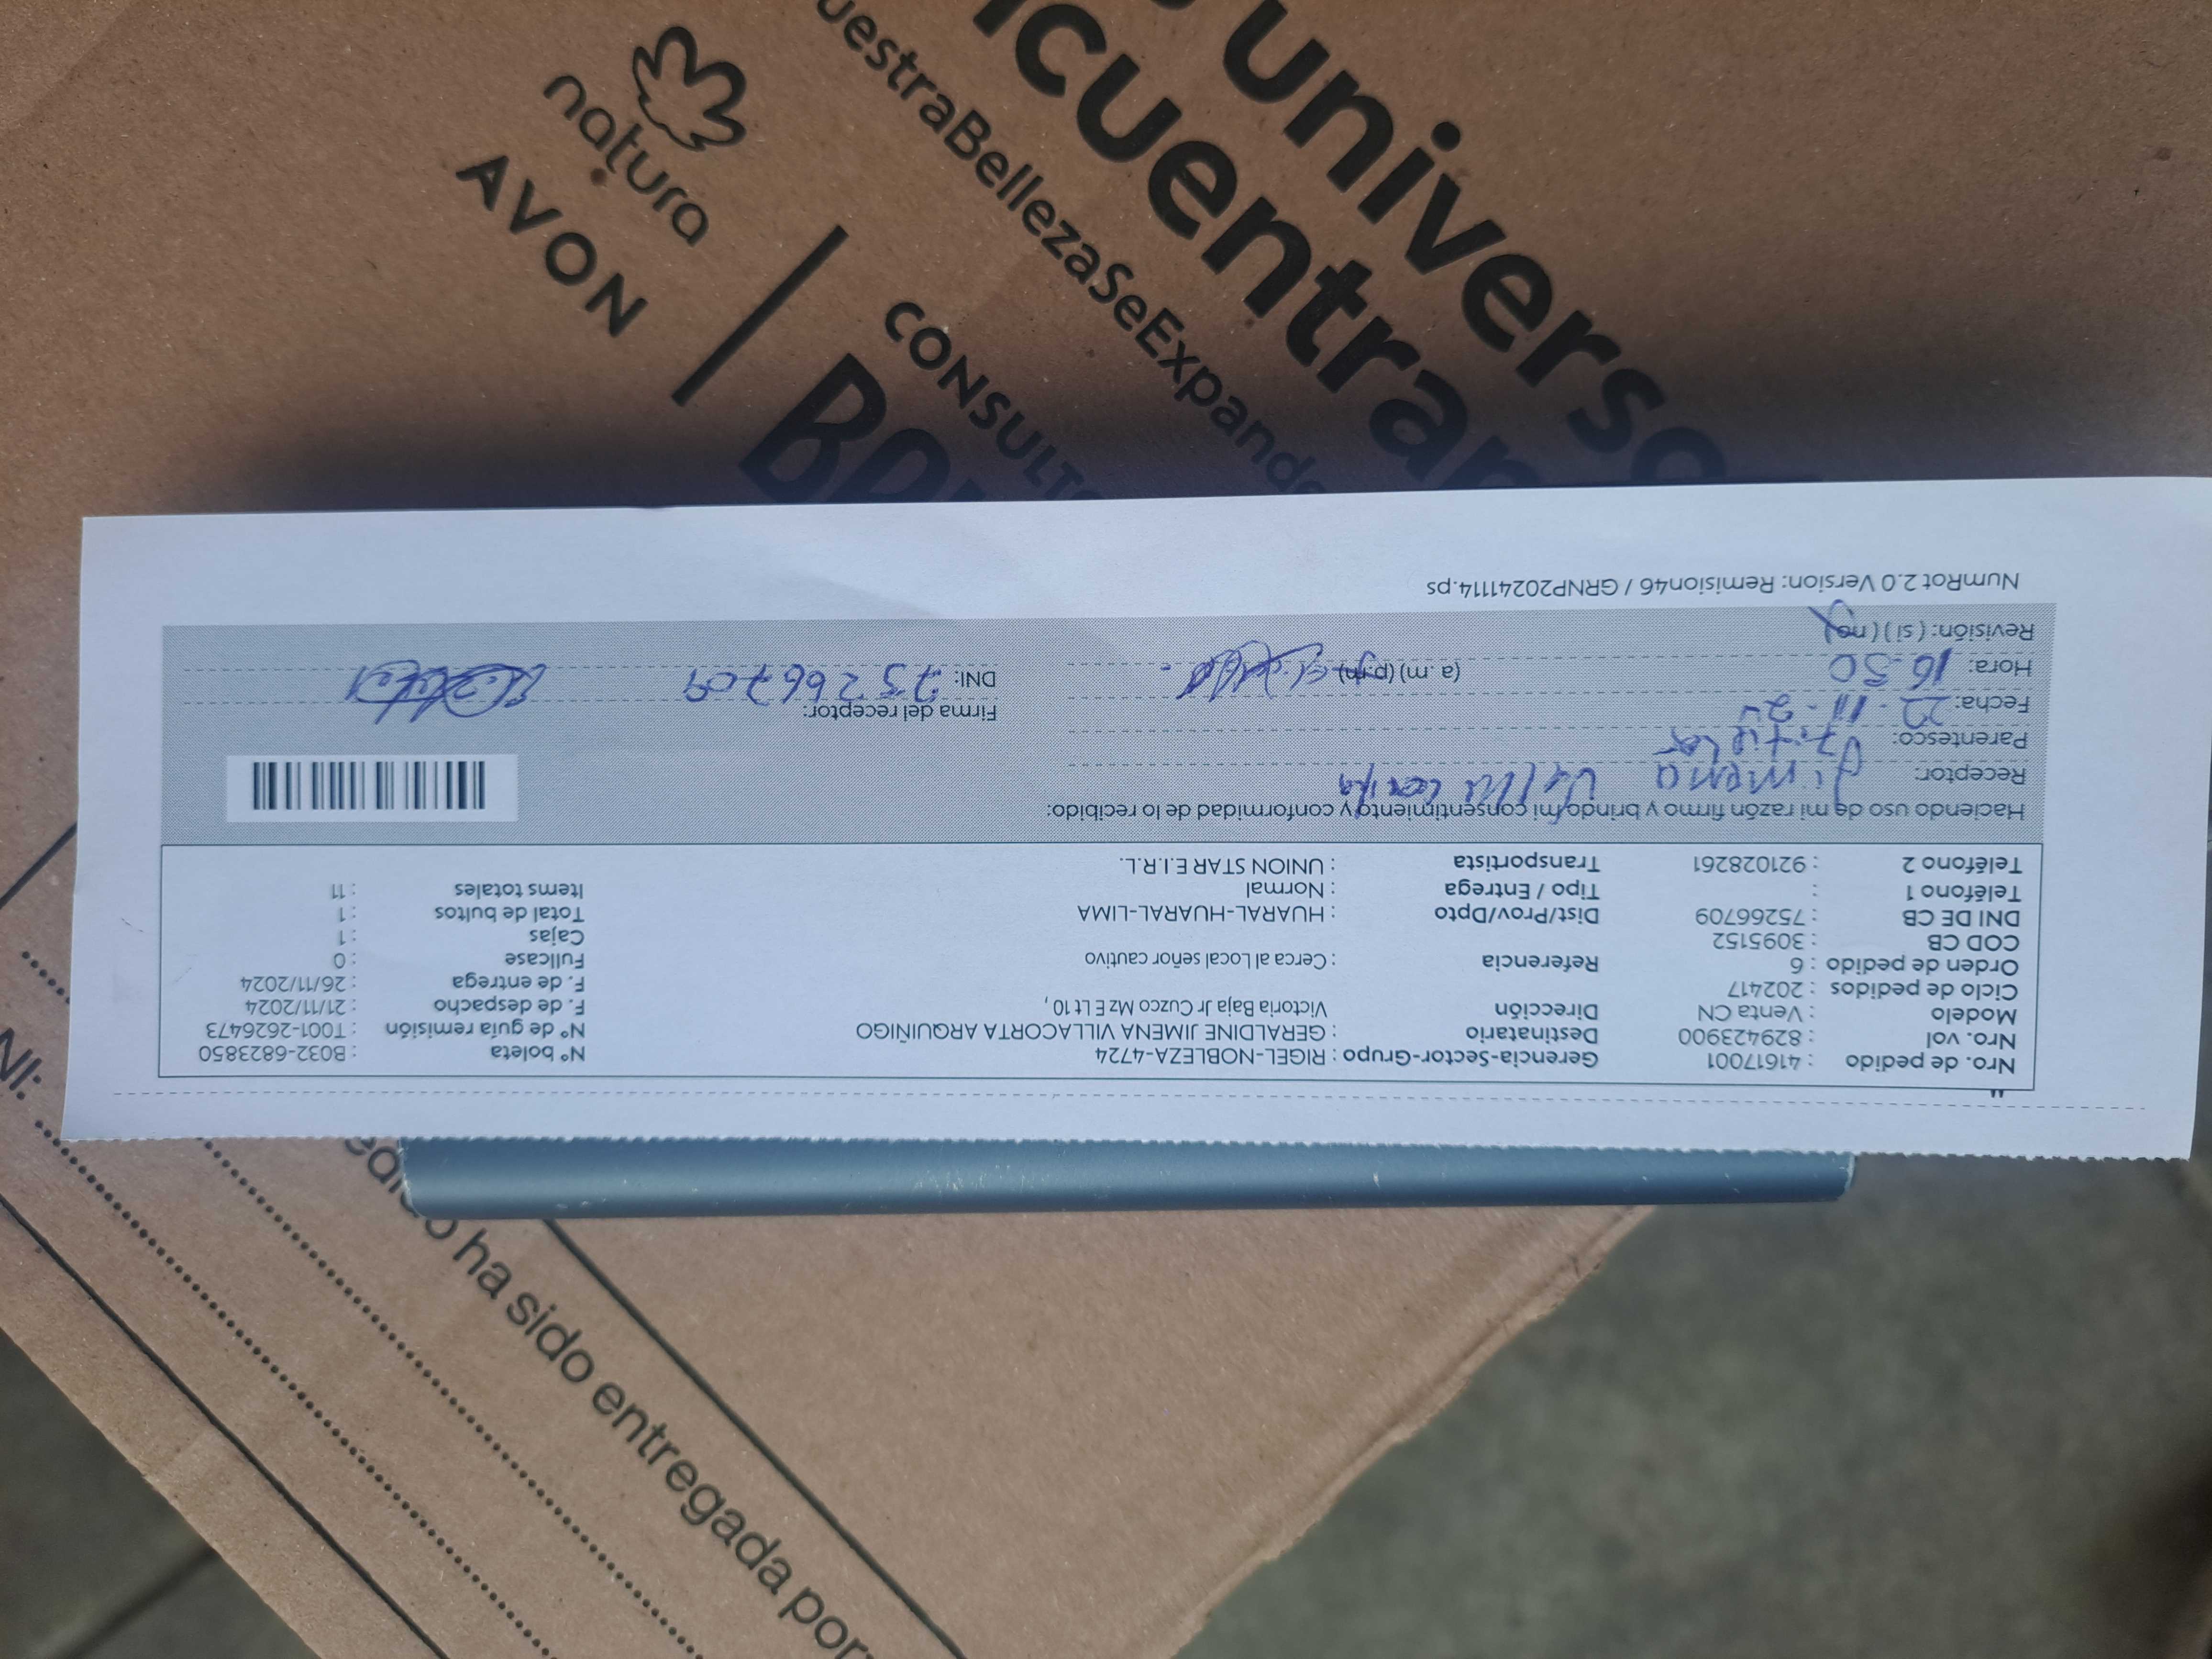 natura
AVON
CONSULT
uestraBellezaSeExpande
universo
ncuentran
Nro. de pedido : 41617001
Nro. vol : 829423900
Modelo : Venta CN
Ciclo de pedidos : 202417
Orden de pedido : 6
COD CB : 3095152
DNI DE CB : 75266709
Teléfono 1 :
Teléfono 2 : 921028261
Gerencia-Sector-Grupo : RIGEL-NOBLEZA-4724
Destinatario : GERALDINE JIMENA VILLACORTA ARQUIÑIGO
Dirección Victoria Baja Jr Cuzco Mz E Lt 10 ,
Referencia : Cerca al Local señor cautivo
Dist/Prov/Dpto : HUARAL-HUARAL-LIMA
Tipo / Entrega : Normal
Transportista : UNION STAR E.I.R.L.
Nº boleta : B032-6823850
Nº de guía remisión : T001-2626473
F. de despacho : 21/11/2024
F. de entrega : 26/11/2024
Fullcase : 0
Cajas : 1
Total de bultos : 1
Items totales : 11
Haciendo uso de mi razón firmo y brindo mi consentimiento y conformidad de lo recibido:
Receptor: Jimena Villacorta
Parentesco: Titular
Fecha: 22-11-24
Hora: 16:50 (a .m) (p.m)
Revisión: (si) (no)
Firma del receptor:
DNI: 75266709
NumRot 2.0 Version: Remision46 / GRNP20241114.ps
NI:
ha sido entregada por